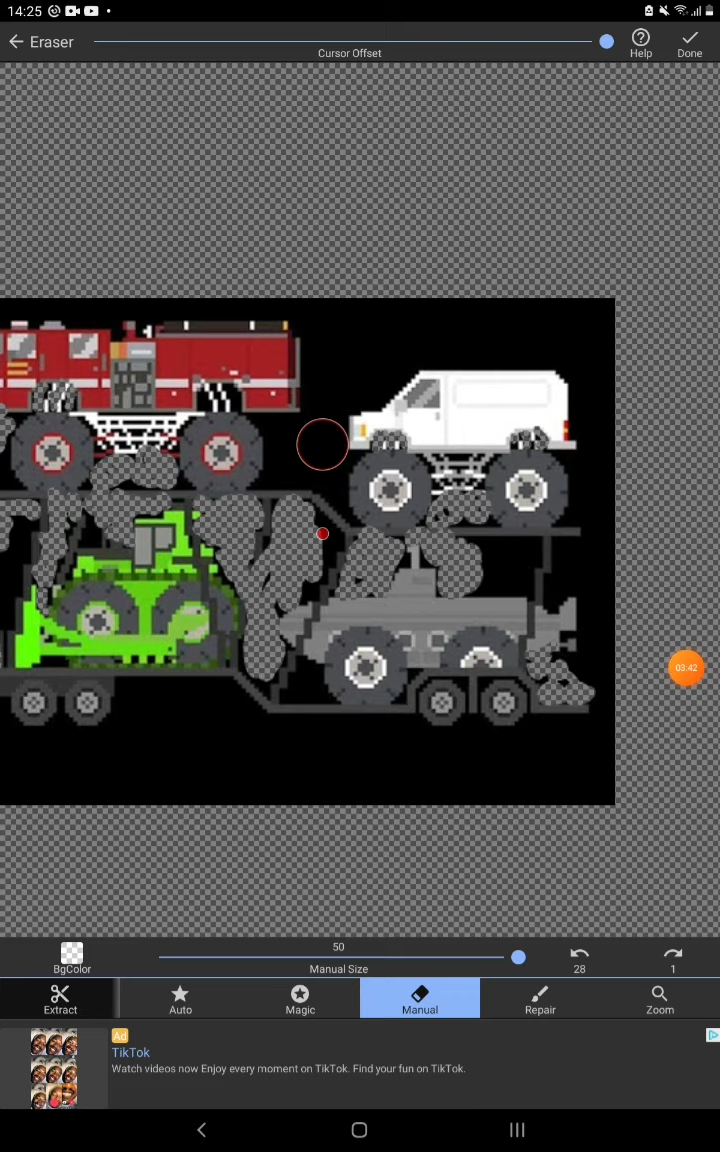 14:25
Eraser
Cursor Offset
Help
Done
03:42
50
BgColor
Manual Size
28
1
Extract
Auto
Magic
Manual
Repair
Zoom
Ad
TikTok
Watch videos now Enjoy every moment on TikTok. Find your fun on TikTok.